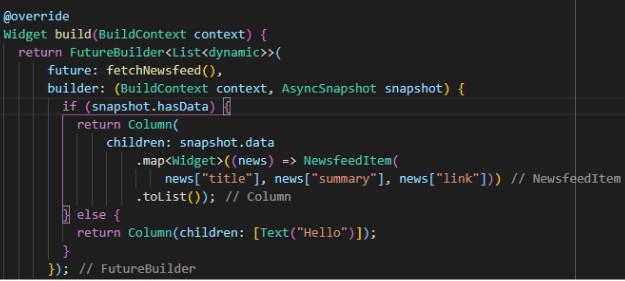 @override
Widget build(BuildContext context) {
return FutureBuilder<List<dynamic>>(
future: fetchNewsfeed(),
builder: (BuildContext context, AsyncSnapshot snapshot) {
if (snapshot.hasData) {
return Column(
children: snapshot.data
.map<Widget>((news) => NewsfeedItem(
news["title"], news["summary"], news["link"])) // NewsfeedItem
.toList()); // Column
} else {
return Column(children: [Text("Hello")]);
}
}); // FutureBuilder